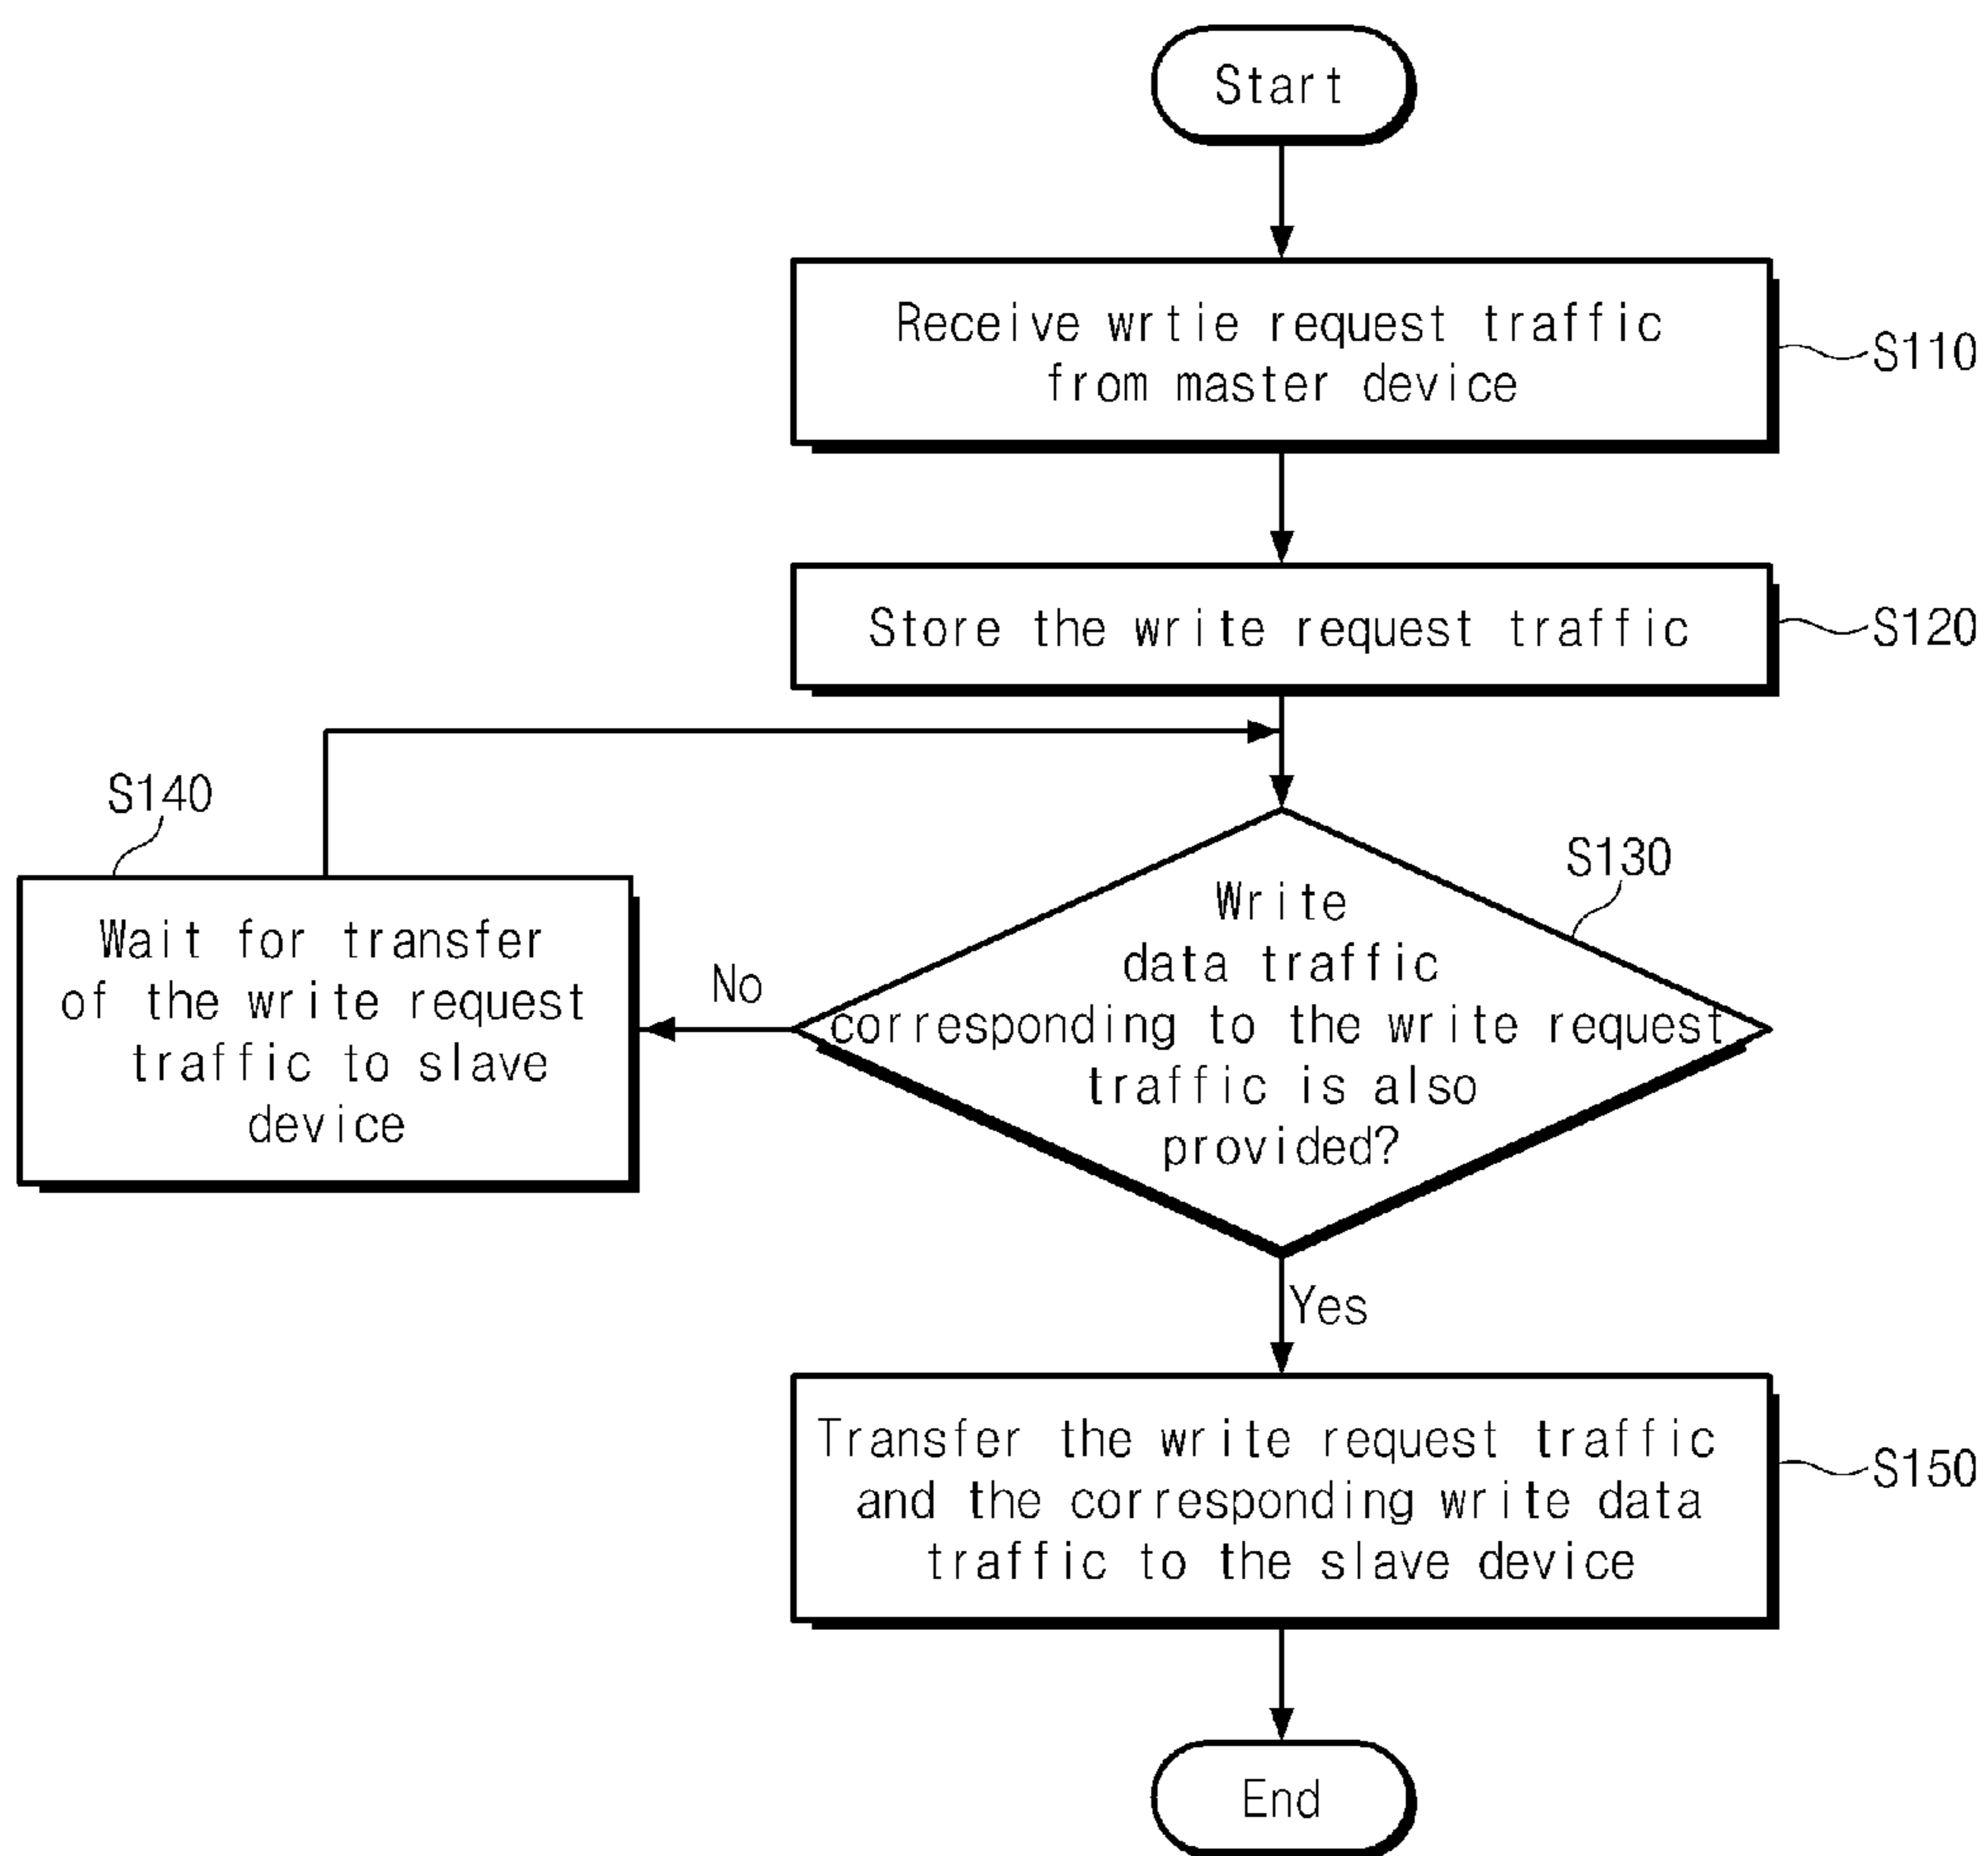 Start
Receive wrtie request traffic
from master device
S110
Store the write request traffic
S120
S140
Wait for transfer
of the write request
traffic to slave
device
No
S130
Write
data traffic
corresponding to the write request
traffic is also
provided?
Yes
Transfer the write request traffic
and the corresponding write data
traffic to the slave device
S150
End